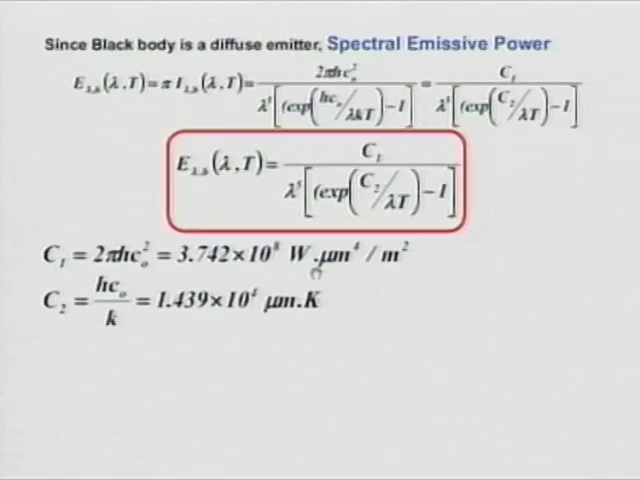 Since Black body is a diffuse emitter, Spectral Emissive Power
E_{λ,b}(λ,T) = π I_{λ,b}(λ,T) = 2πhc_o^2 / λ^5[(exp(hc_o/λkT) − 1] = C_1 / λ^5[(exp(C_2/λT) − 1]
E_{λ,b}(λ,T) = C_1 / λ^5[(exp(C_2/λT) − 1]
C_1 = 2πhc_o^2 = 3.742×10^8 W.μm^4 / m^2
C_2 = hc_o / k = 1.439×10^4 μm.K